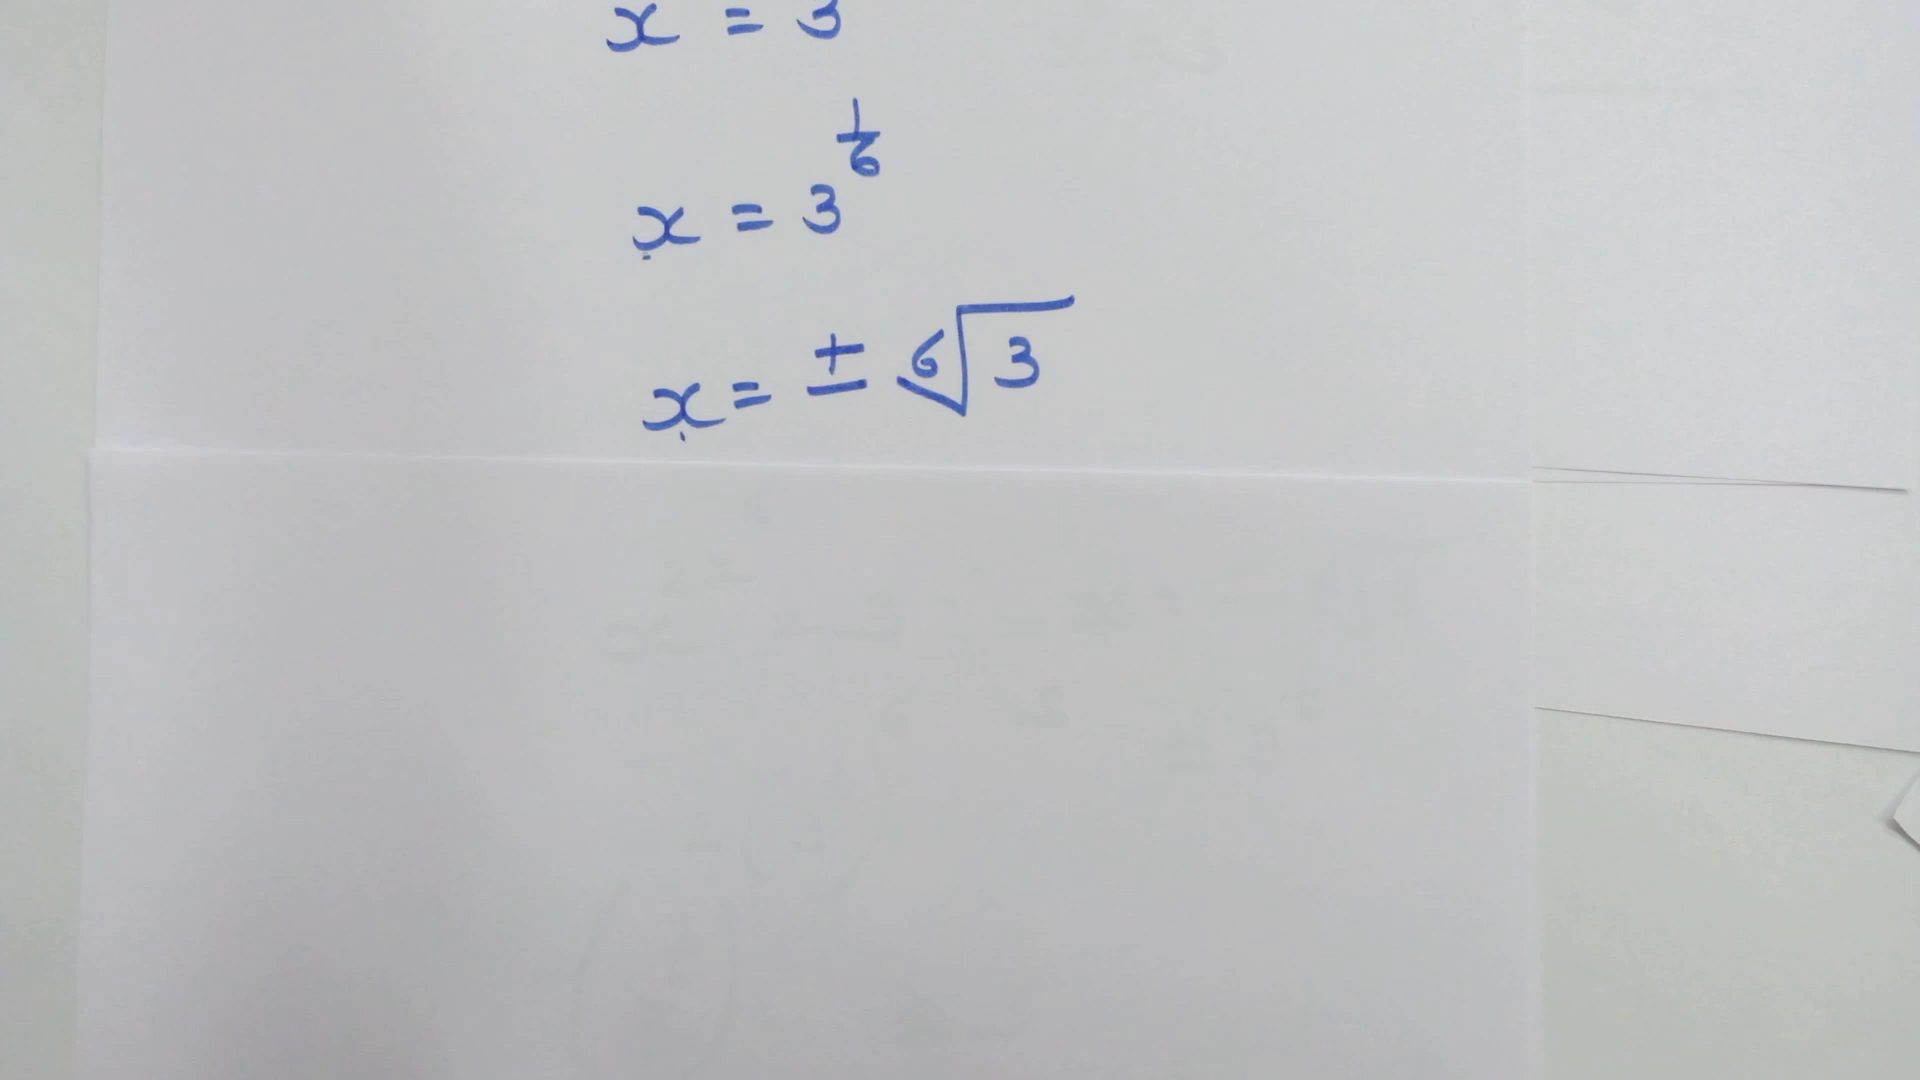 x = 3
x = 3^{1/6}
x = ± ⁶√3